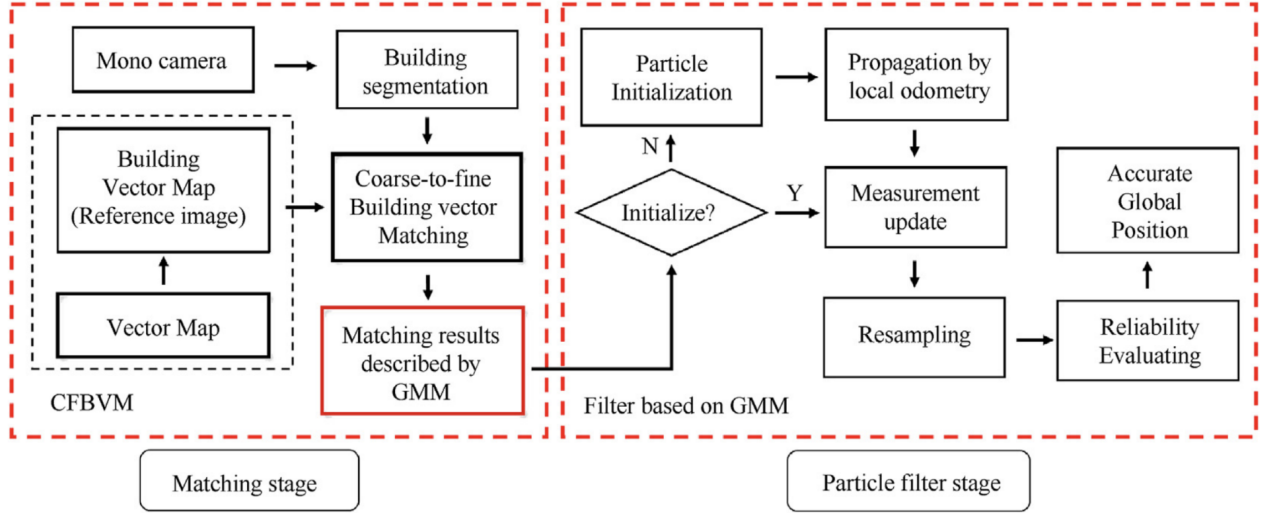 Mono camera
Building
segmentation
Building
Vector Map
(Reference image)
Coarse-to-fine
Building vector
Matching
Vector Map
Matching results
described by
GMM
CFBVM
Matching stage
Particle
Initialization
Propagation by
local odometry
N
Initialize?
Y
Measurement
update
Accurate
Global
Position
Resampling
Reliability
Evaluating
Filter based on GMM
Particle filter stage